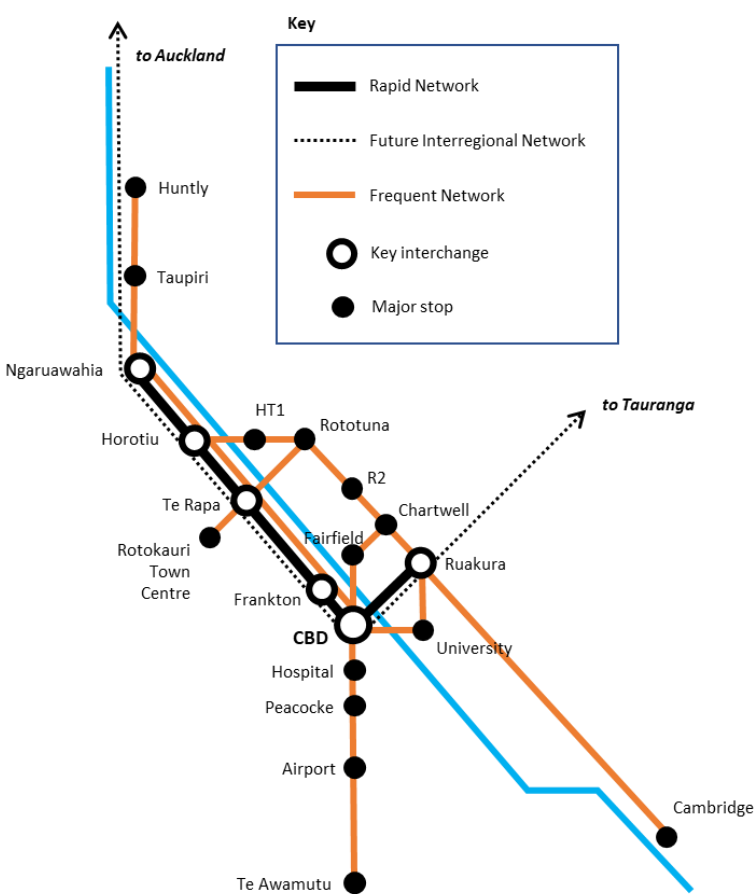 Key
to Auckland
Rapid Network
Future Interregional Network
Frequent Network
Key interchange
Major stop
Huntly
Taupiri
Ngaruawahia
HT1
Rototuna
to Tauranga
Horotiu
R2
Te Rapa
Chartwell
Fairfield
Rotokauri
Town
Centre
Ruakura
Frankton
CBD
University
Hospital
Peacocke
Airport
Cambridge
Te Awamutu